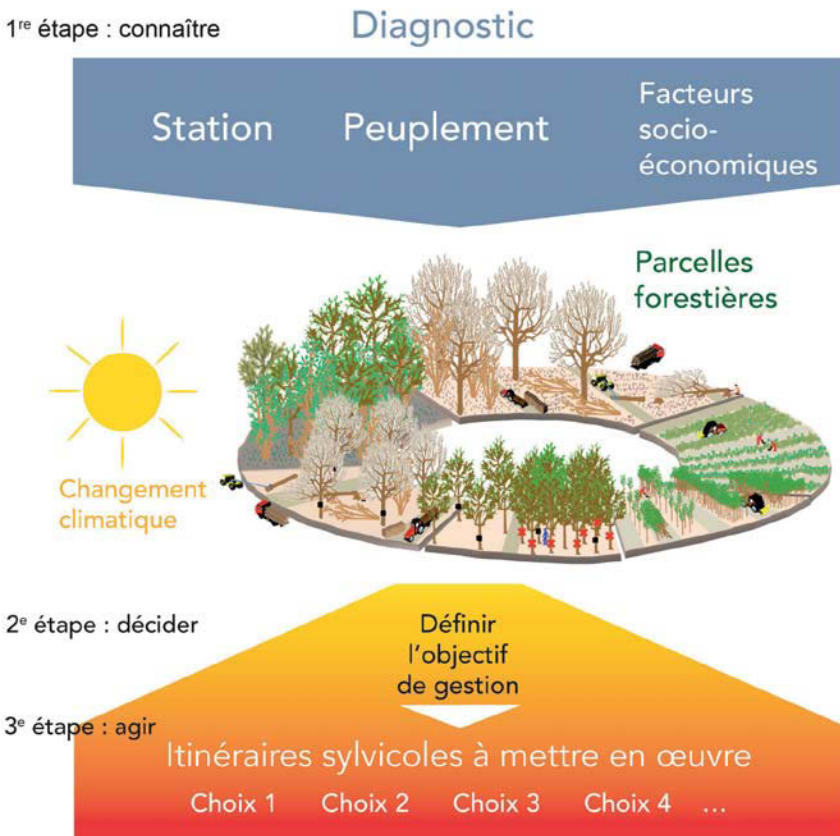 1re étape : connaître
Diagnostic
Station
Peuplement
Facteurs
socio-
économiques
Parcelles
forestières
Changement
climatique
2e étape : décider
Définir
l'objectif
de gestion
3e étape : agir
Itinéraires sylvicoles à mettre en œuvre
Choix 1 Choix 2 Choix 3 Choix 4 ...